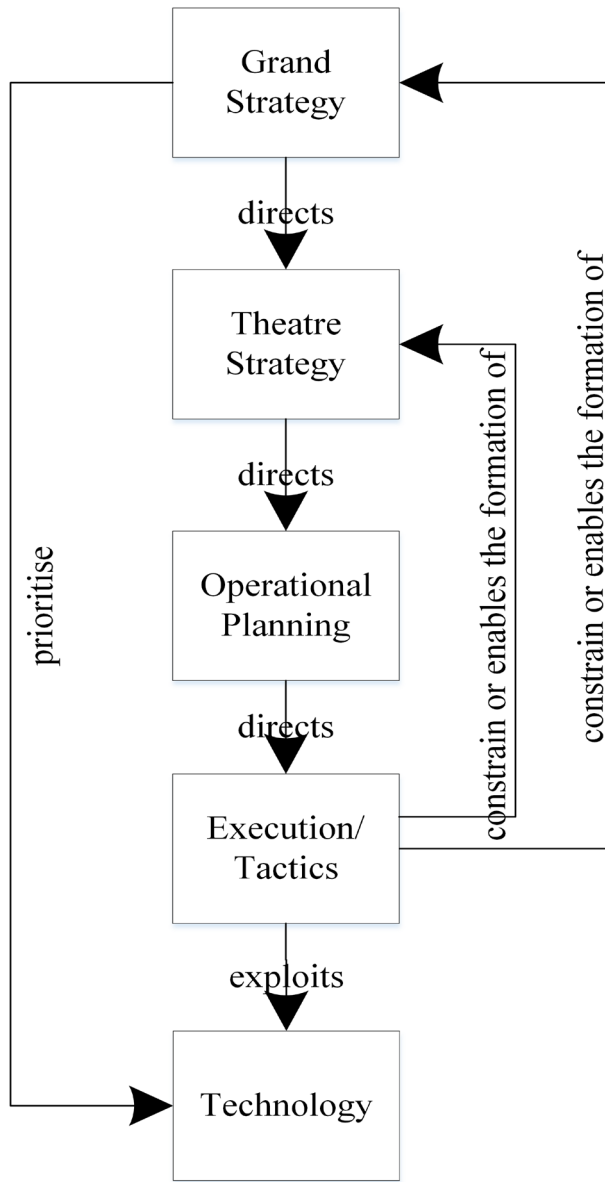 Grand
Strategy
directs
Theatre
Strategy
directs
Operational
Planning
directs
Execution/
Tactics
exploits
Technology
prioritise
constrain or enables the formation of
constrain or enables the formation of